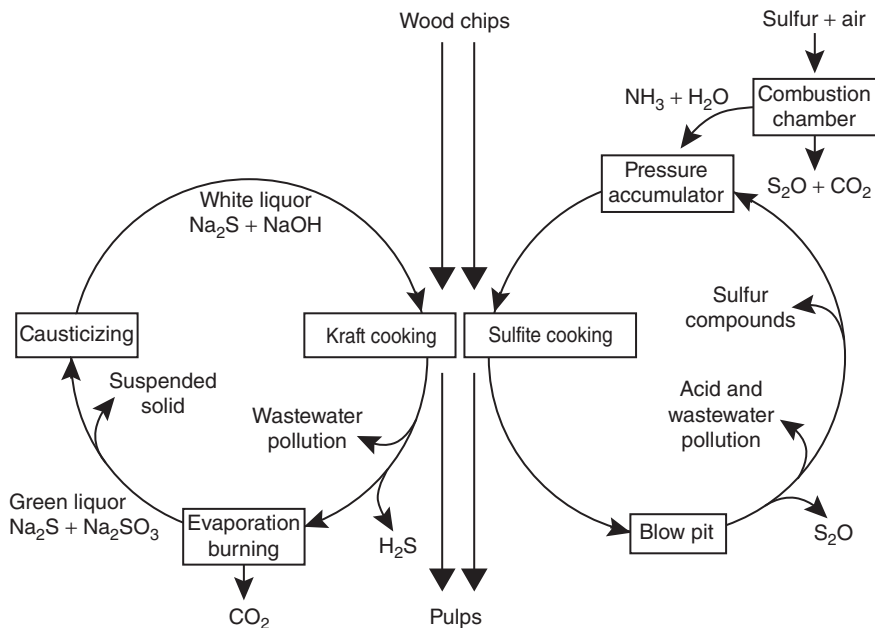 Wood chips
Sulfur + air
NH₃ + H₂O
Combustion
chamber
Pressure
accumulator
S₂O + CO₂
White liquor
Na₂S + NaOH
Sulfur
compounds
Causticizing
Kraft cooking
Sulfite cooking
Suspended
solid
Acid and
wastewater
pollution
Wastewater
pollution
Green liquor
Na₂S + Na₂SO₃
Evaporation
burning
H₂S
Blow pit
S₂O
CO₂
Pulps